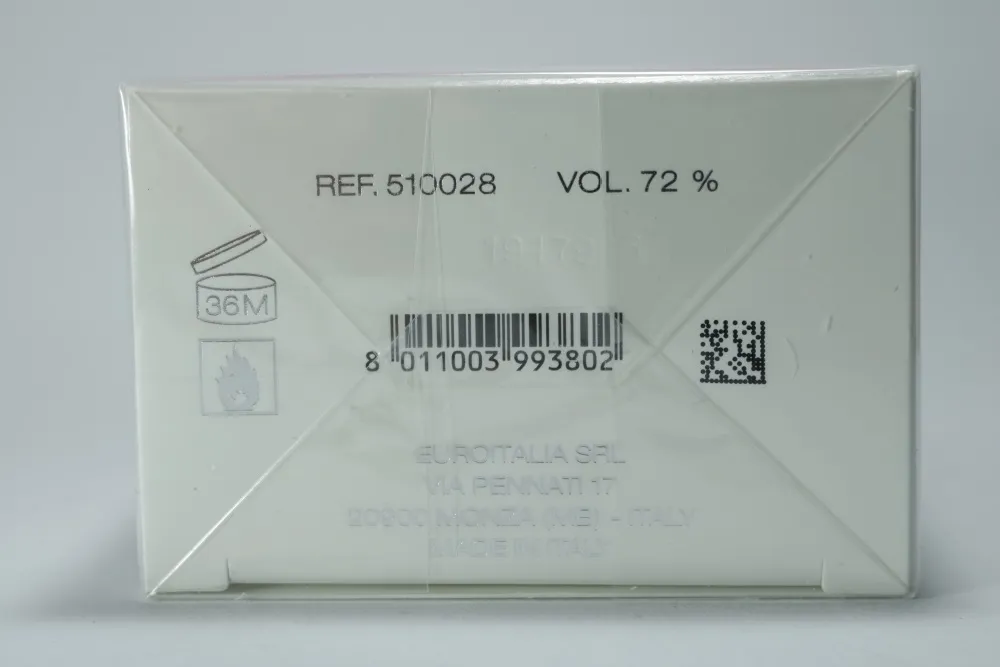 REF. 510028 VOL. 72 %
36M
8 011003 993802
EUROITALIA SRL
VIA PENNATI 17
20900 MONZA (MB) - ITALY
MADE IN ITALY